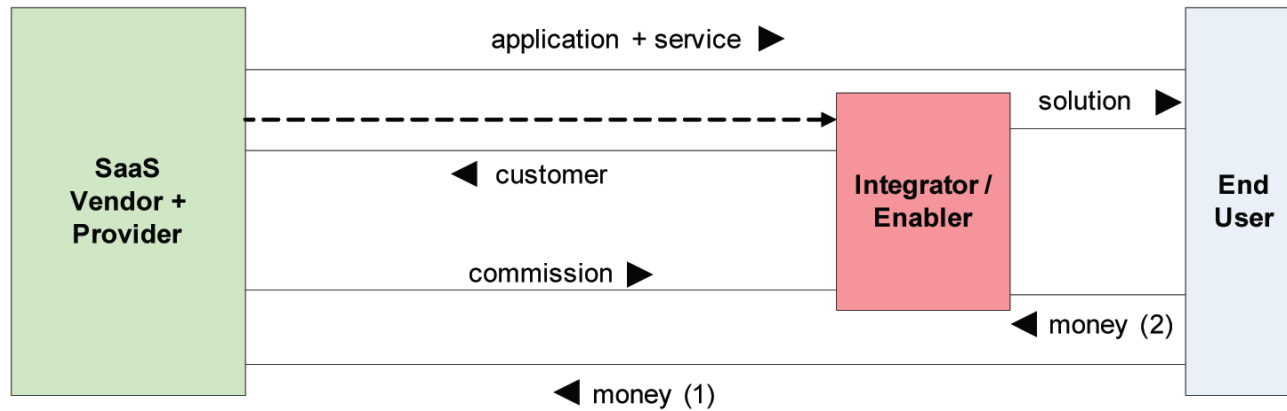 application + service
solution
SaaS
Vendor +
Provider
customer
Integrator /
Enabler
End
User
commission
money (2)
money (1)